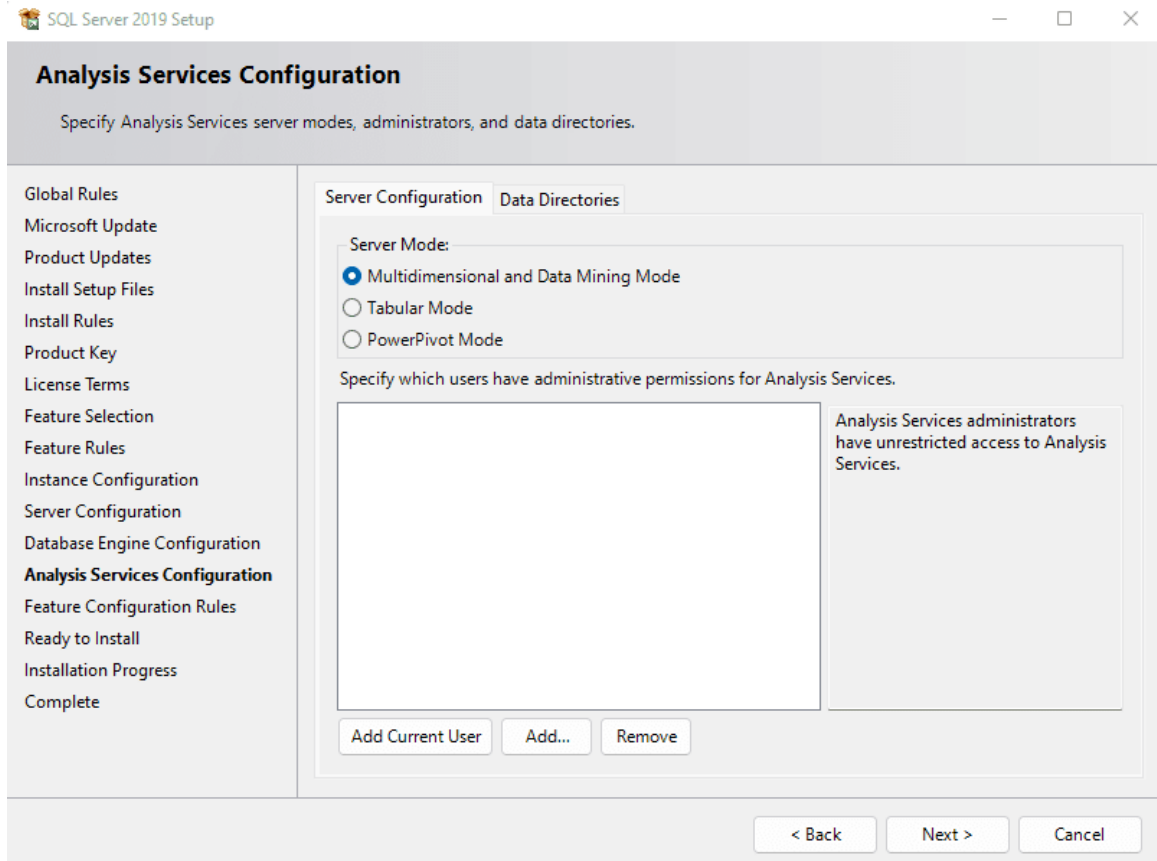 SQL Server 2019 Setup
Analysis Services Configuration
Specify Analysis Services server modes, administrators, and data directories.
Global Rules
Microsoft Update
Product Updates
Install Setup Files
Install Rules
Product Key
License Terms
Feature Selection
Feature Rules
Instance Configuration
Server Configuration
Database Engine Configuration
Analysis Services Configuration
Feature Configuration Rules
Ready to Install
Installation Progress
Complete
Server Configuration
Data Directories
Server Mode:
Multidimensional and Data Mining Mode
Tabular Mode
PowerPivot Mode
Specify which users have administrative permissions for Analysis Services.
Analysis Services administrators
have unrestricted access to Analysis
Services.
Add Current User
Add...
Remove
< Back
Next >
Cancel